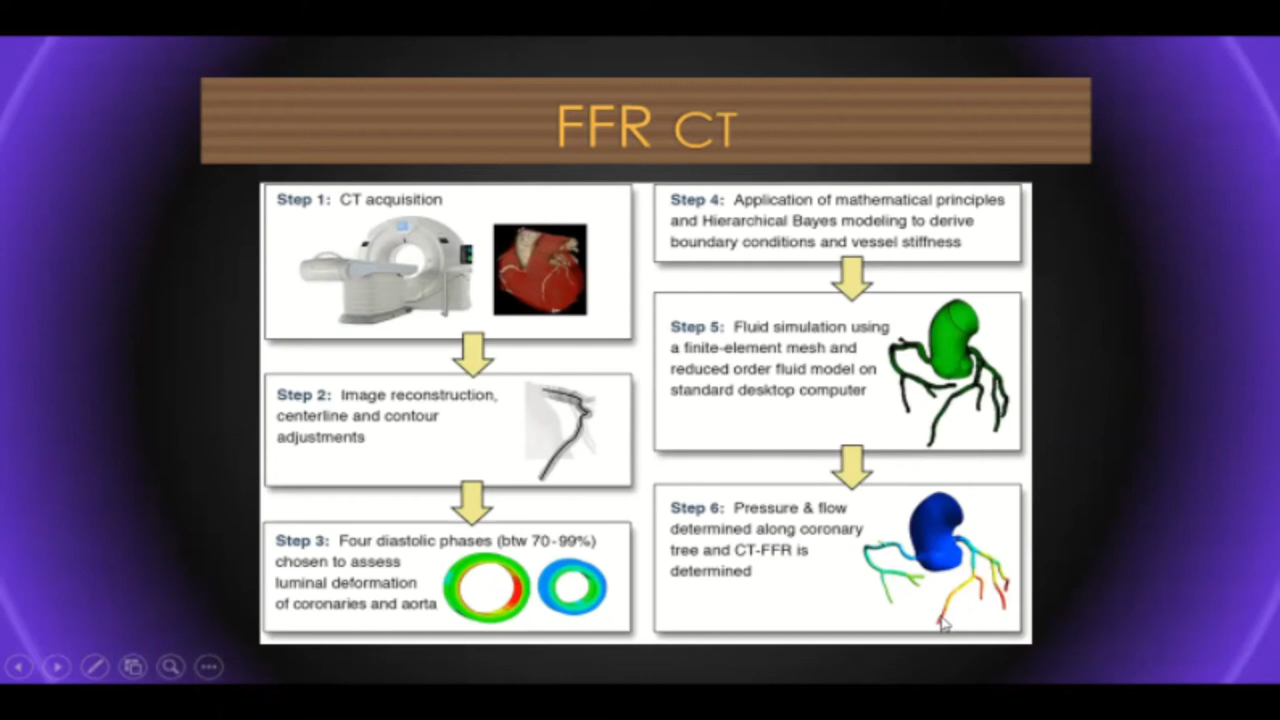 FFR CT
Step 1: CT acquisition
Step 2: Image reconstruction,
centerline and contour
adjustments
Step 3: Four diastolic phases (btw 70-99%)
chosen to assess
luminal deformation
of coronaries and aorta
Step 4: Application of mathematical principles
and Hierarchical Bayes modeling to derive
boundary conditions and vessel stiffness
Step 5: Fluid simulation using
a finite-element mesh and
reduced order fluid model on
standard desktop computer
Step 6: Pressure & flow
determined along coronary
tree and CT-FFR is
determined